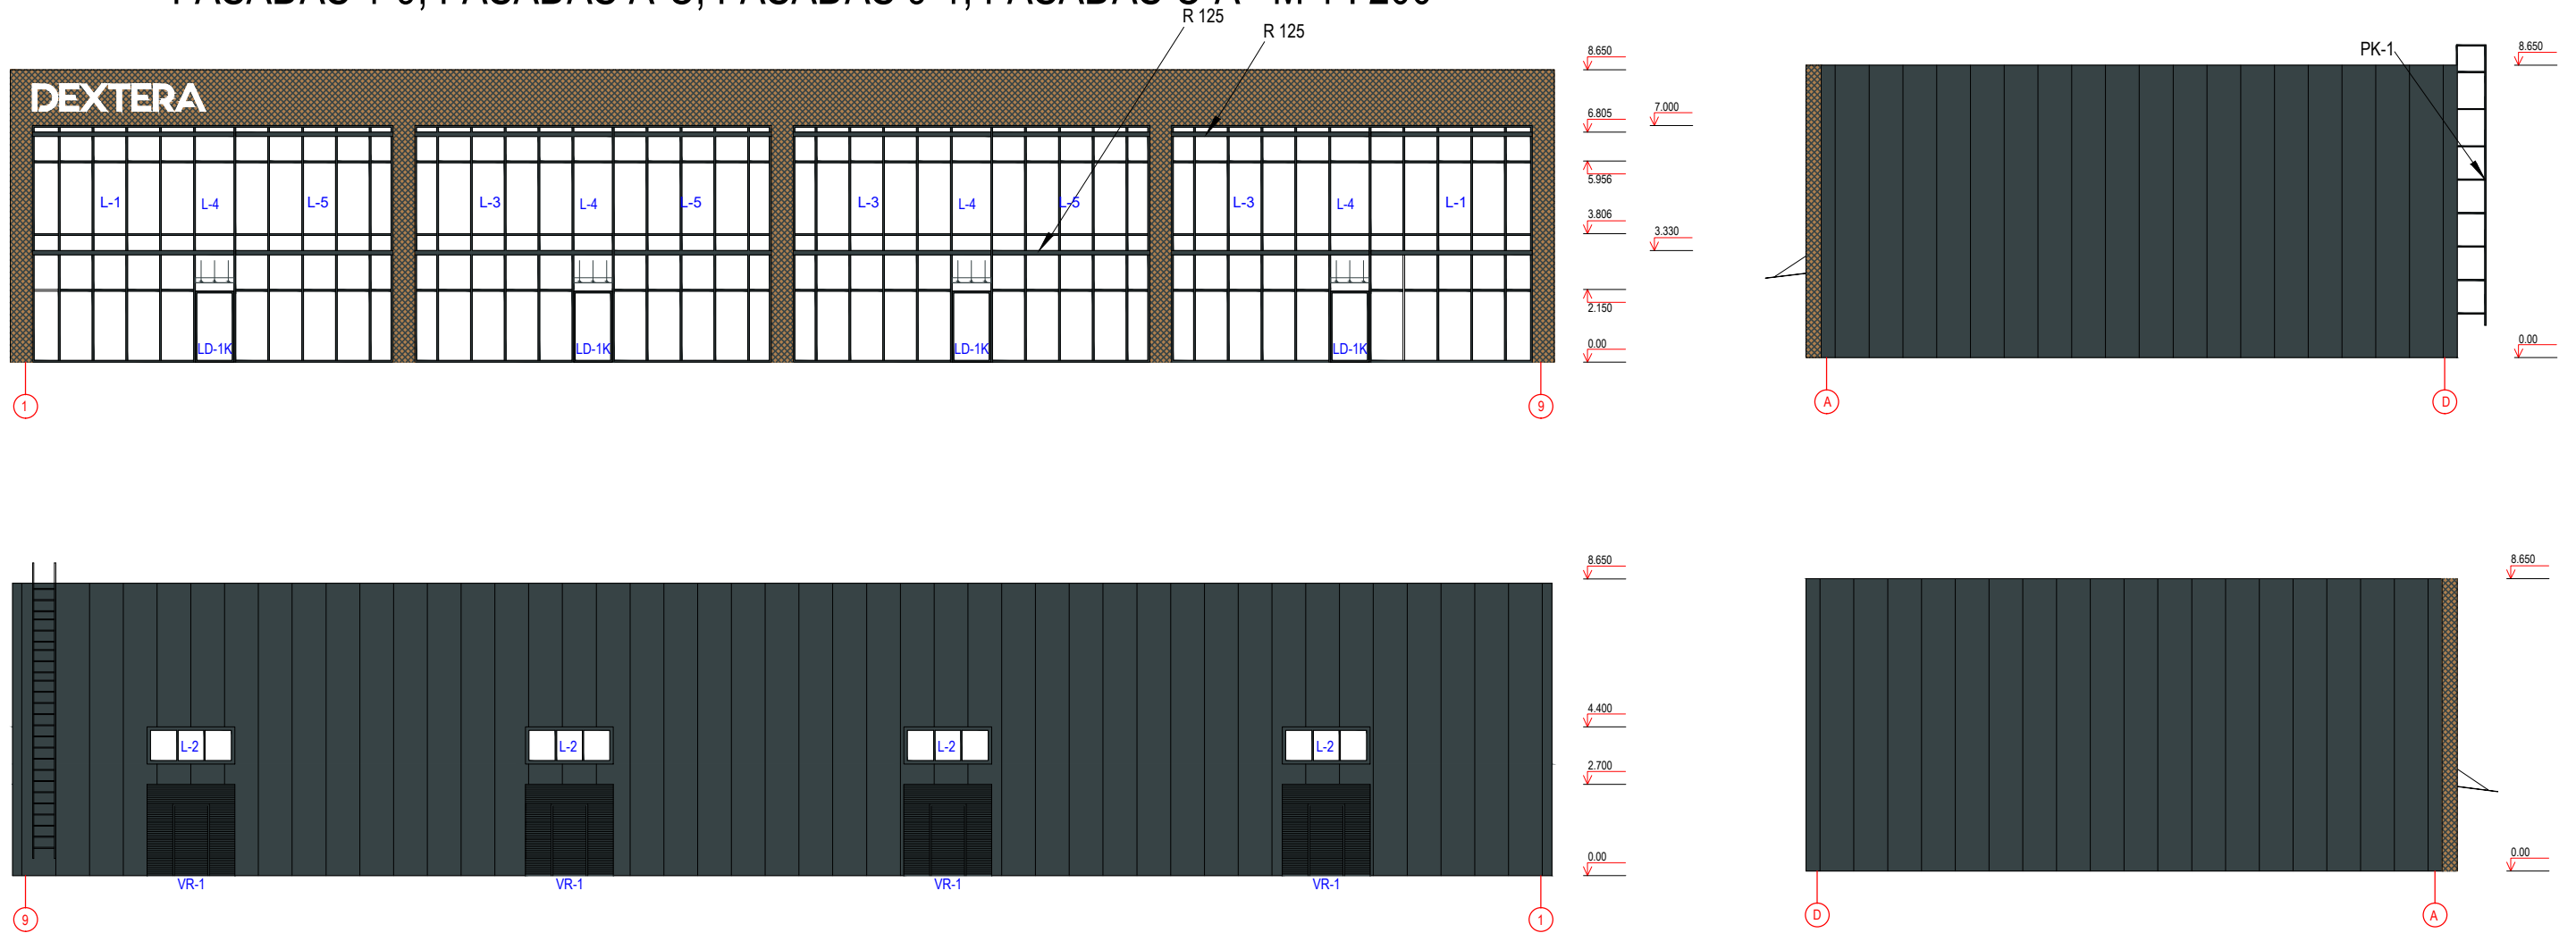 R 125
R 125
DEXTERA
L-1 L-4 L-5 L-3 L-4 L-5 L-3 L-4 L-5 L-3 L-4 L-1
LD-1K LD-1K LD-1K LD-1K
1 9
8.650
6.805
7.000
5.956
3.806
3.330
2.150
0.00
PK-1
8.650
0.00
A D
L-2 L-2 L-2 L-2
VR-1 VR-1 VR-1 VR-1
9 1
8.650
4.400
2.700
0.00
8.650
0.00
D A